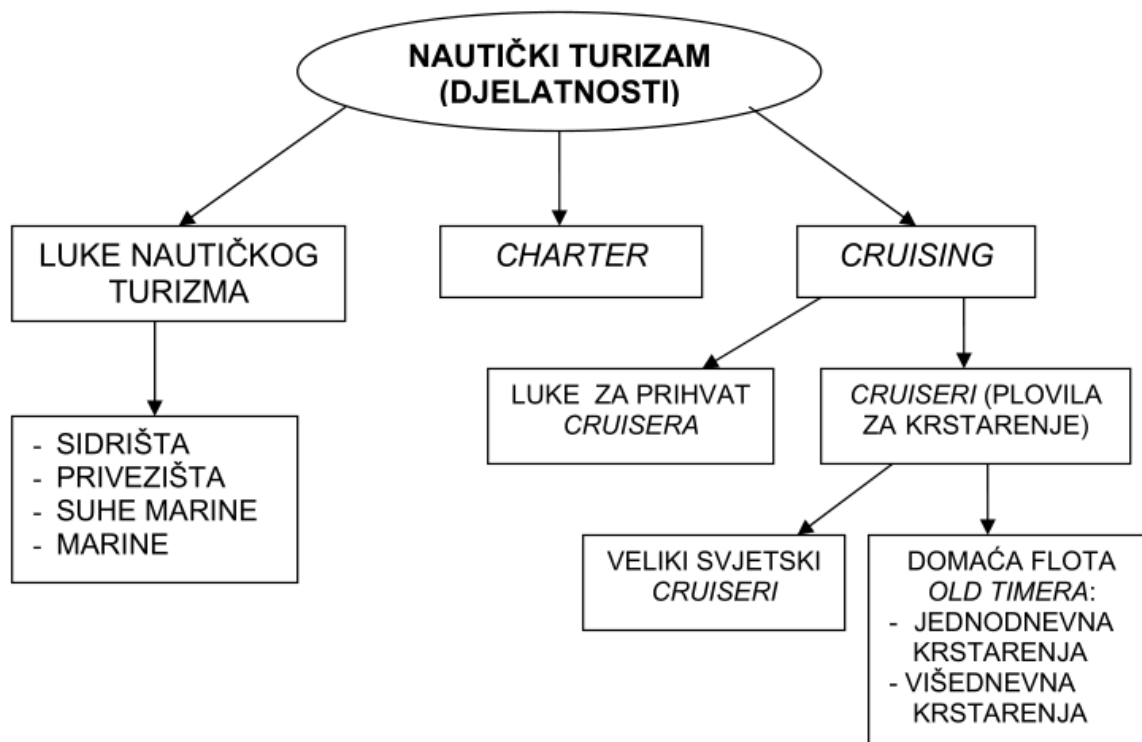 NAUTIČKI TURIZAM
(DJELATNOSTI)
LUKE NAUTIČKOG
TURIZMA
CHARTER
CRUISING
LUKE ZA PRIHVAT
CRUISERA
CRUISERI (PLOVILA
ZA KRSTARENJE)
- SIDRIŠTA
- PRIVEZIŠTA
- SUHE MARINE
- MARINE
VELIKI SVJETSKI
CRUISERI
DOMAĆA FLOTA
OLD TIMERA:
- JEDNODNEVNA
KRSTARENJA
- VIŠEDNEVNA
KRSTARENJA